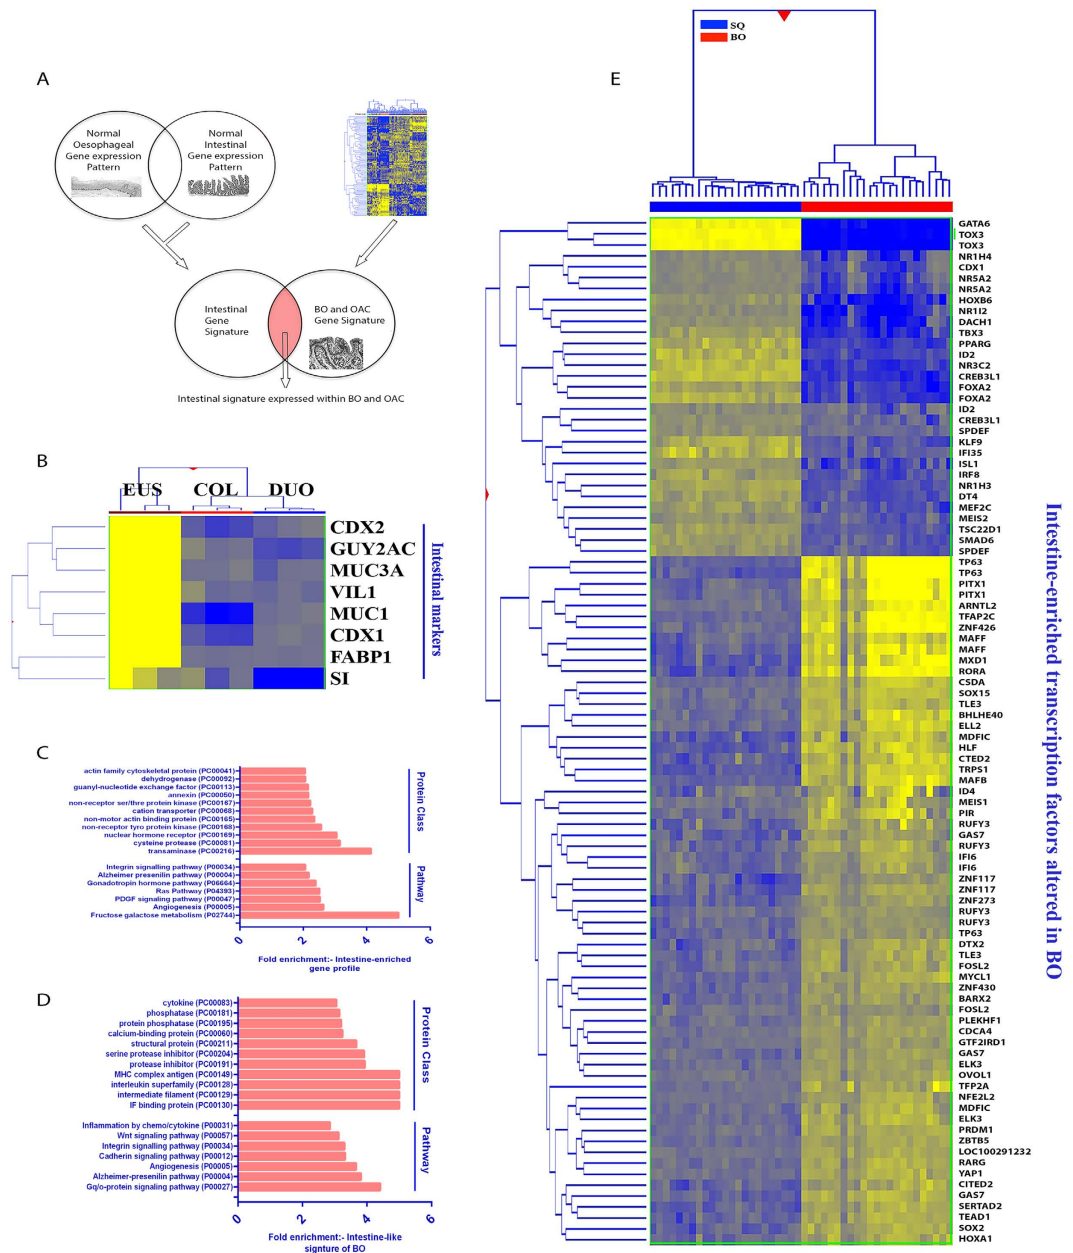 A
Normal
Oesophageal
Gene expression
Pattern
Normal
Intestinal
Gene expression
Pattern
Intestinal
Gene
Signature
BO and OAC
Gene Signature
Intestinal signature expressed within BO and OAC
B
EUS COL DUO
CDX2
GUY2AC
MUC3A
VIL1
MUC1
CDX1
FABP1
SI
Intestinal markers
C
actin family cytoskeletal protein (PC00041)
dehydrogenase (PC00092)
guanyl-nucleotide exchange factor (PC00113)
annexin (PC00050)
non-receptor ser/thre protein kinase (PC00167)
cation transporter (PC00068)
non-motor actin binding protein (PC00165)
non-receptor tyro protein kinase (PC00168)
nuclear hormone receptor (PC00169)
cysteine protease (PC00081)
transaminase (PC00216)
Protein Class
Integrin signalling pathway (P00034)
Alzheimer presenilin pathway (P00004)
Gonadotropin hormone pathway (P06664)
Ras Pathway (P04393)
PDGF signaling pathway (P00047)
Angiogenesis (P00005)
Fructose galactose metabolism (P02744)
Pathway
0 2 4 6
Fold enrichment:- Intestine-enriched
gene profile
D
cytokine (PC00083)
phosphatase (PC00181)
protein phosphatase (PC00195)
calcium-binding protein (PC00060)
structural protein (PC00211)
serine protease inhibitor (PC00204)
protease inhibitor (PC00191)
MHC complex antigen (PC00149)
interleukin superfamily (PC00128)
intermediate filament (PC00129)
IF binding protein (PC00130)
Protein Class
Inflammation by chemo/cytokine (P00031)
Wnt signaling pathway (P00057)
Integrin signalling pathway (P00034)
Cadherin signaling pathway (P00012)
Angiogenesis (P00005)
Alzheimer-presenilin pathway (P00004)
Gq/o-protein signaling pathway (P00027)
Pathway
0 2 4 6
Fold enrichment:- Intestine-like
signture of BO
E
SQ
BO
GATA6
TOX3
TOX3
NR1H4
CDX1
NR5A2
NR5A2
HOXB6
NR1I2
DACH1
TBX3
PPARG
ID2
NR3C2
CREB3L1
FOXA2
FOXA2
ID2
CREB3L1
SPDEF
KLF9
IFI35
ISL1
IRF8
NR1H3
DT4
MEF2C
MEIS2
TSC22D1
SMAD6
SPDEF
TP63
TP63
PITX1
PITX1
ARNTL2
TFAP2C
ZNF426
MAFF
MAFF
MXD1
RORA
CSDA
SOX15
TLE3
BHLHE40
ELL2
MDFIC
HLF
CTED2
TRPS1
MAFB
ID4
MEIS1
PIR
RUFY3
GAS7
RUFY3
IFI6
IFI6
ZNF117
ZNF117
ZNF273
RUFY3
RUFY3
TP63
DTX2
TLE3
FOSL2
MYCL1
ZNF430
BARX2
FOSL2
PLEKHF1
CDCA4
GTF2IRD1
GAS7
ELK3
OVOL1
TFP2A
NFE2L2
MDFIC
ELK3
PRDM1
ZBTB5
LOC100291232
RARG
YAP1
CITED2
GAS7
SERTAD2
TEAD1
SOX2
HOXA1
Intestine-enriched transcription factors altered in BO